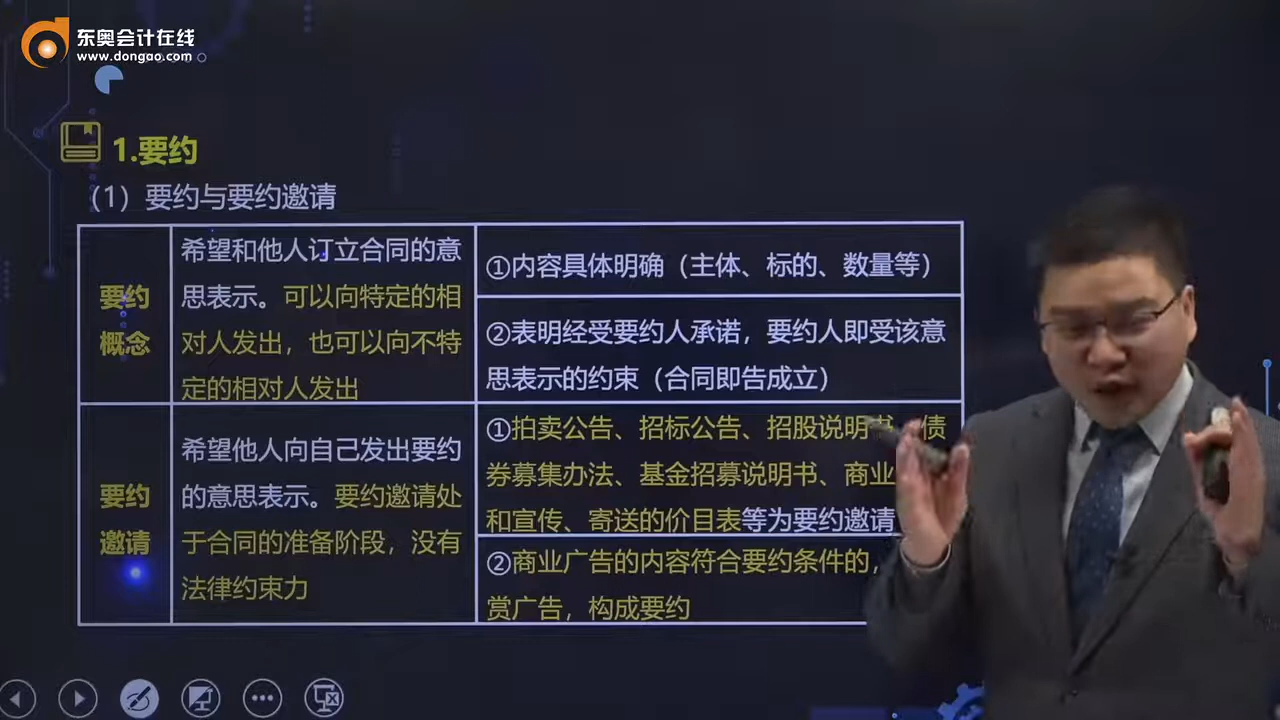 东奥会计在线
www.dongao.com
1.要约
（1）要约与要约邀请
要约
概念
希望和他人订立合同的意
思表示。可以向特定的相
对人发出，也可以向不特
定的相对人发出
①内容具体明确（主体、标的、数量等）
②表明经受要约人承诺，要约人即受该意
思表示的约束（合同即告成立）
要约
邀请
希望他人向自己发出要约
的意思表示。要约邀请处
于合同的准备阶段，没有
法律约束力
①拍卖公告、招标公告、招股说明书、债
券募集办法、基金招募说明书、商业
和宣传、寄送的价目表等为要约邀请
②商业广告的内容符合要约条件的，
赏广告，构成要约